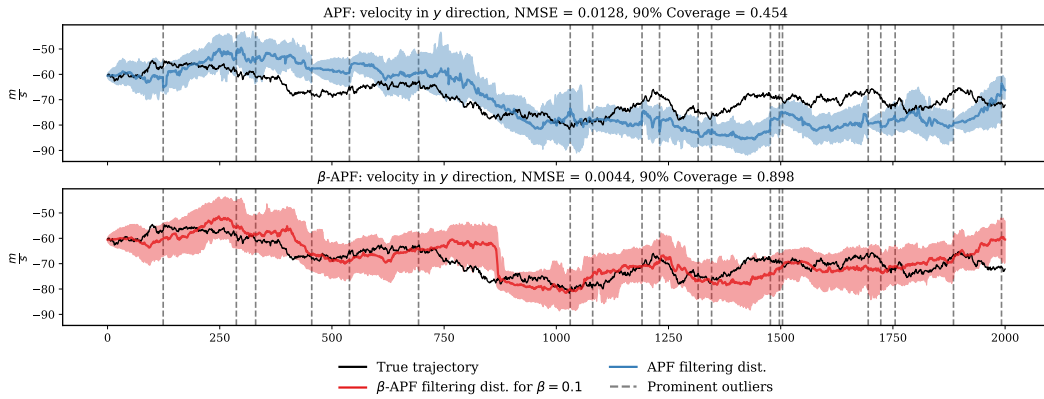 APF: velocity in y direction, NMSE = 0.0128, 90% Coverage = 0.454
−50
−60
−70
−80
−90
m/s
β-APF: velocity in y direction, NMSE = 0.0044, 90% Coverage = 0.898
−50
−60
−70
−80
−90
m/s
0 250 500 750 1000 1250 1500 1750 2000
True trajectory
APF filtering dist.
β-APF filtering dist. for β = 0.1
Prominent outliers